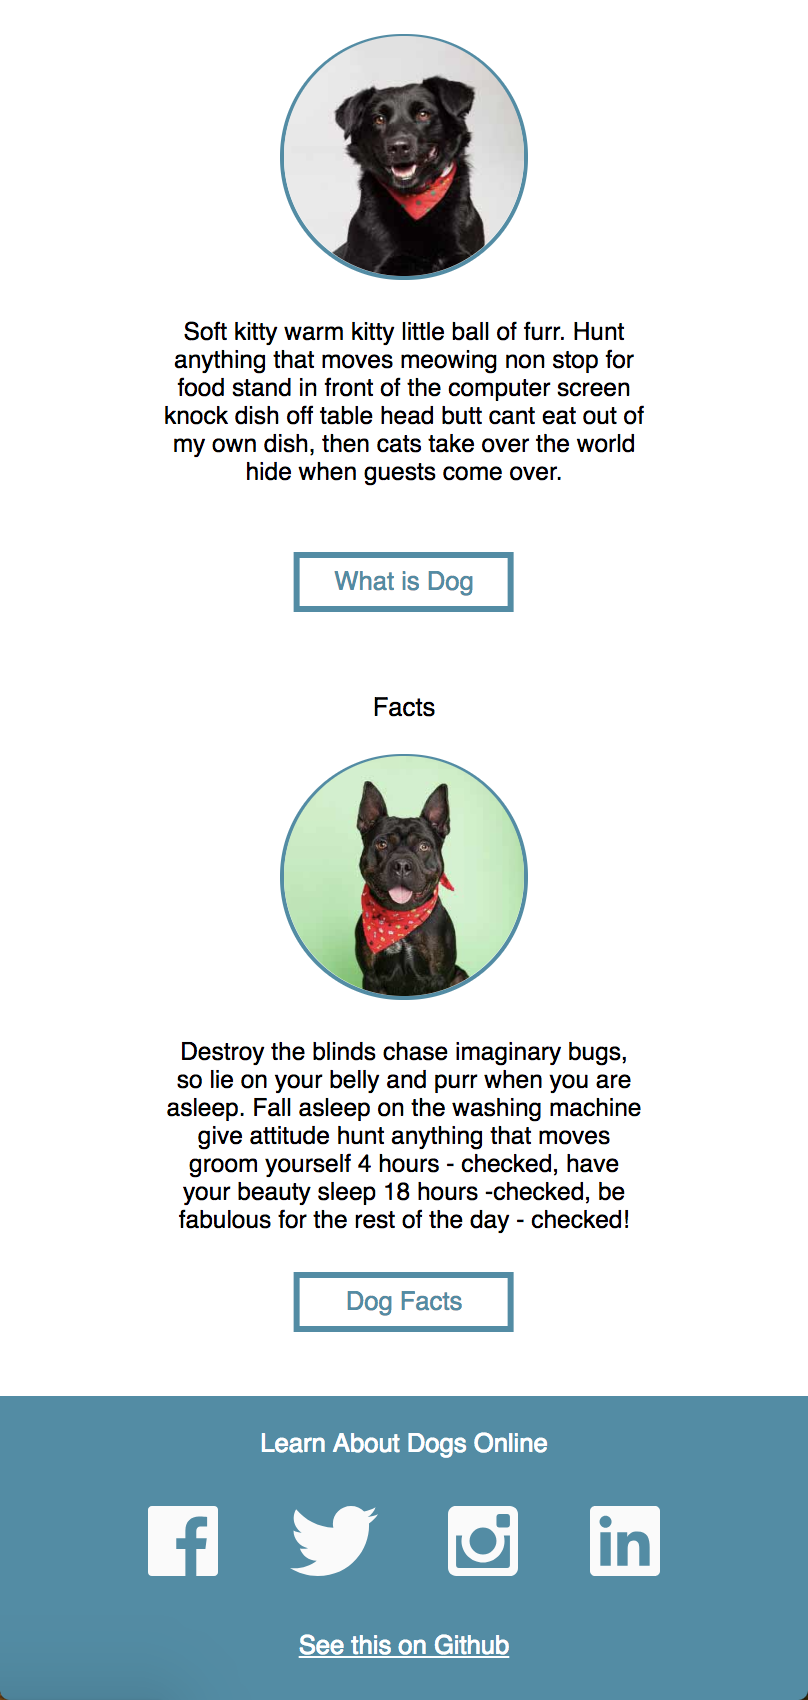 Soft kitty warm kitty little ball of furr. Hunt
anything that moves meowing non stop for
food stand in front of the computer screen
knock dish off table head butt cant eat out of
my own dish, then cats take over the world
hide when guests come over.
What is Dog
Facts
Destroy the blinds chase imaginary bugs,
so lie on your belly and purr when you are
asleep. Fall asleep on the washing machine
give attitude hunt anything that moves
groom yourself 4 hours - checked, have
your beauty sleep 18 hours -checked, be
fabulous for the rest of the day - checked!
Dog Facts
Learn About Dogs Online
See this on Github